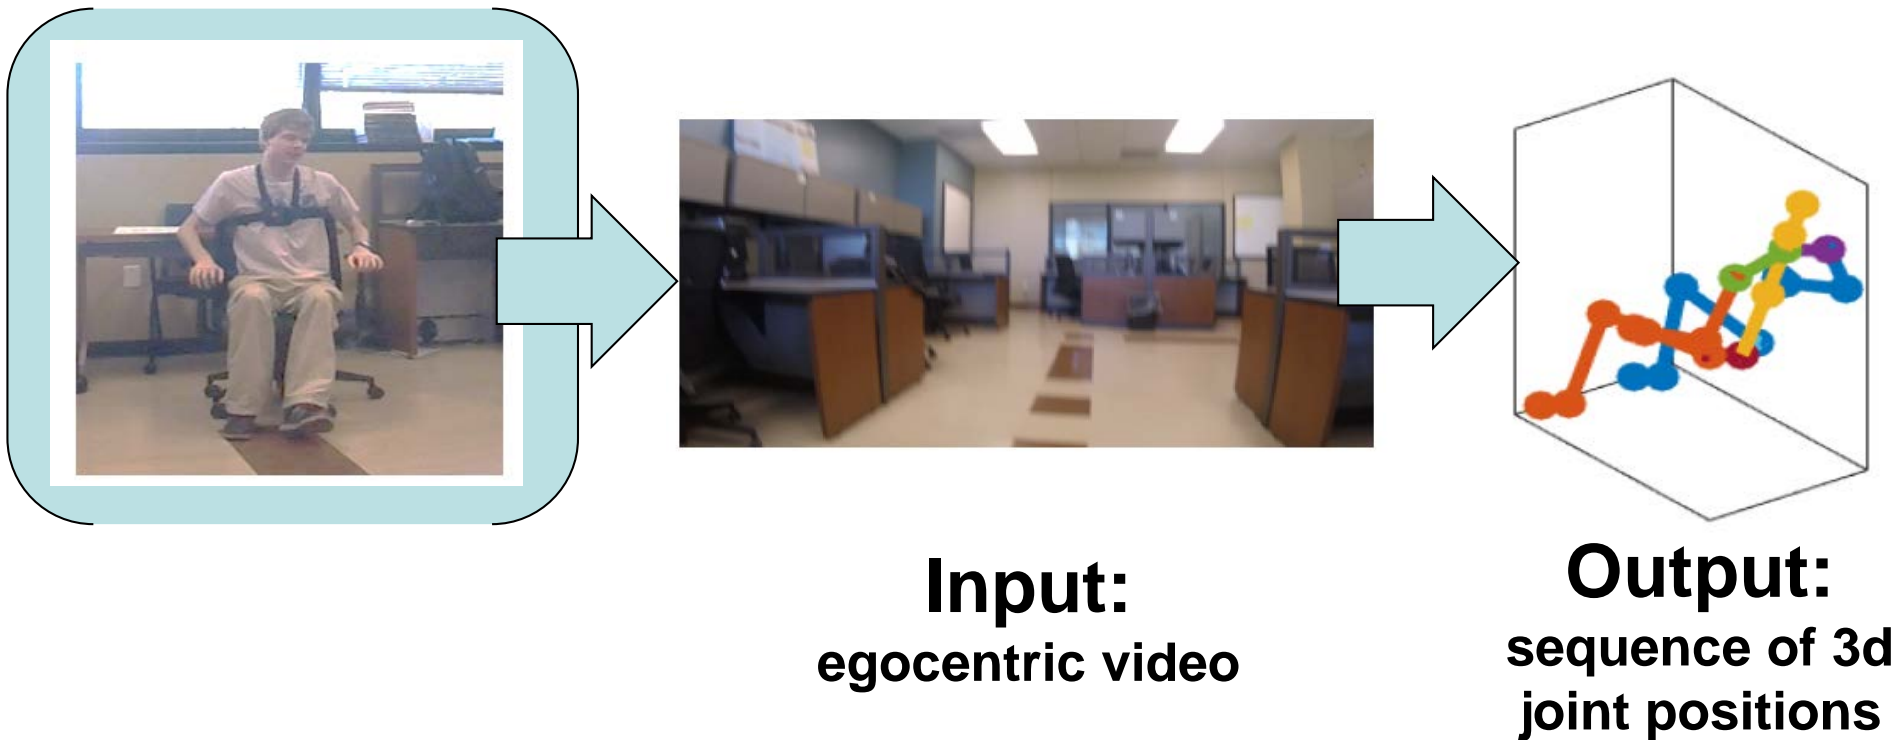 Input:
egocentric video
Output:
sequence of 3d
joint positions